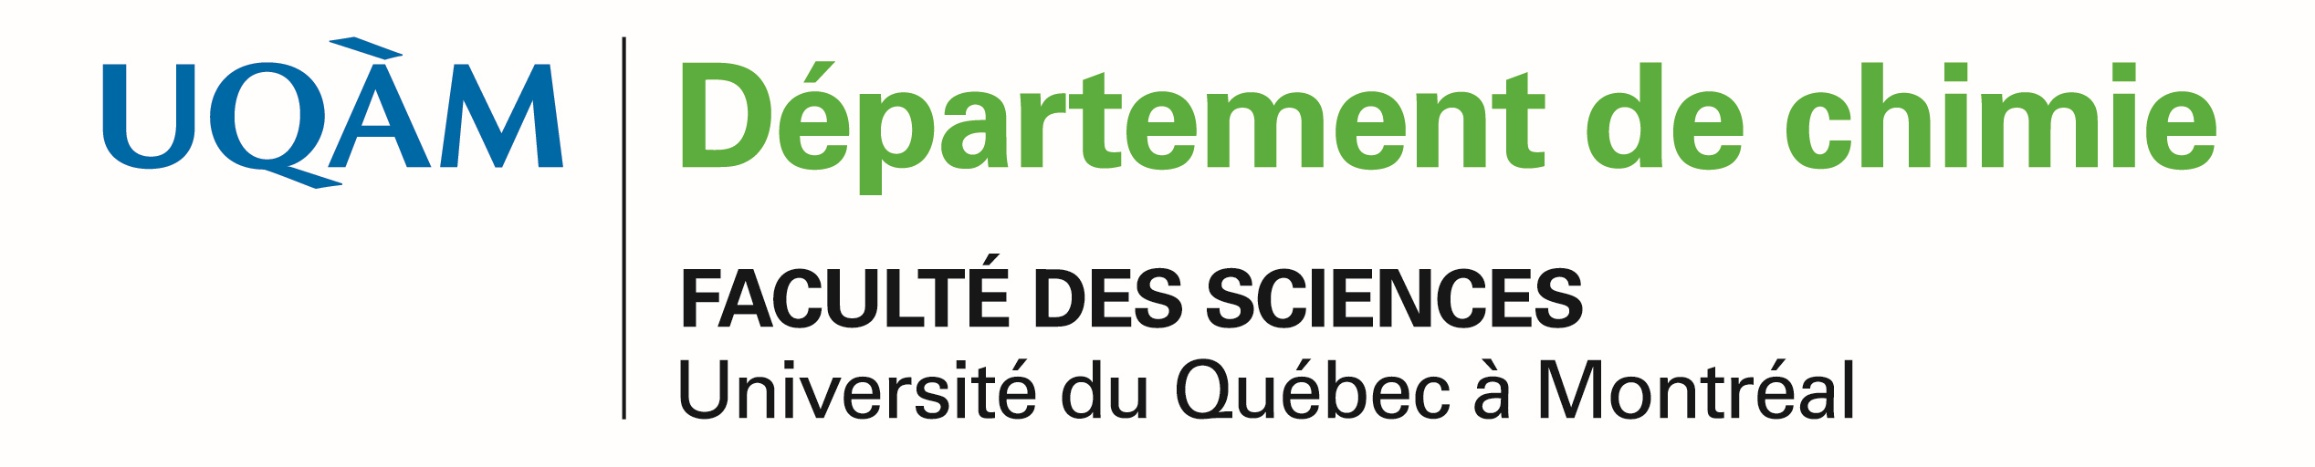 UQÀM
Département de chimie
FACULTÉ DES SCIENCES
Université du Québec à Montréal